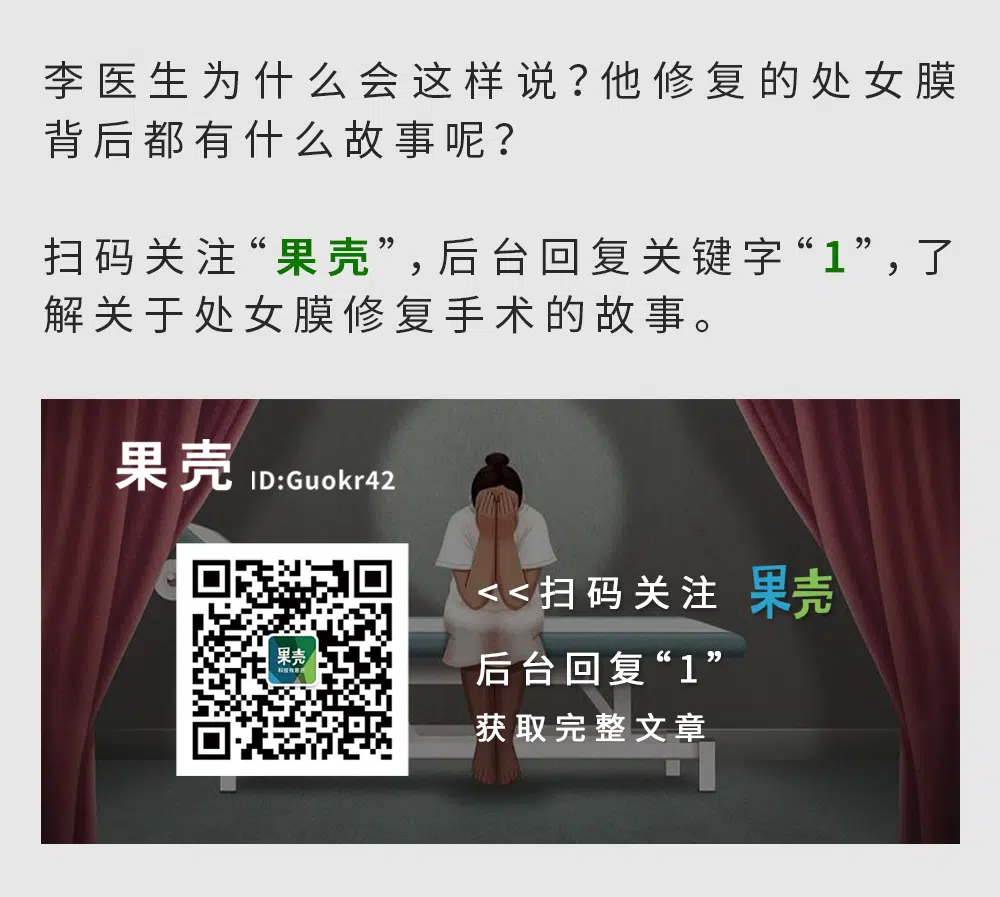 李医生为什么会这样说？他修复的处女膜
背后都有什么故事呢？
扫码关注“果壳”，后台回复关键字“1”，了
解关于处女膜修复手术的故事。
果壳 ID:Guokr42
<<扫码关注 果壳
后台回复“1”
获取完整文章
果壳